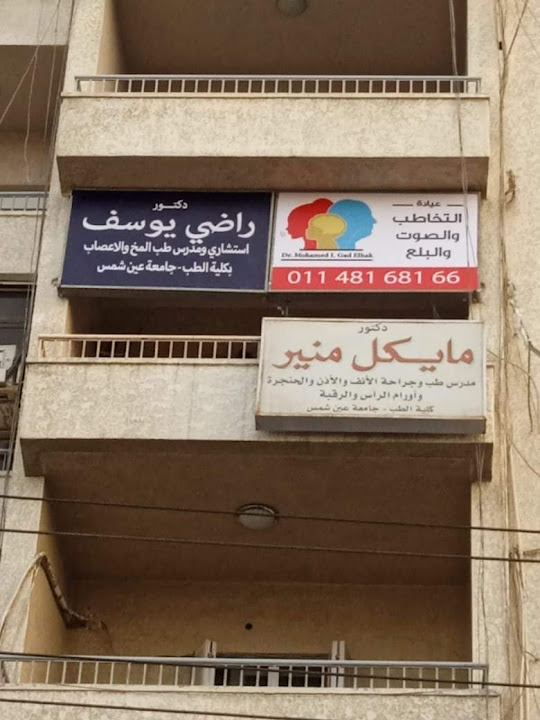 دكتور
راضي يوسف
استشاري ومدرس طب المخ والاعصاب
بكلية الطب - جامعة عين شمس
عيادة
التخاطب
والصوت
والبلع
Dr. Mohamed I. Gad Elhak
011 481 681 66
دكتور
مايكل منير
مدرس طب وجراحة الأنف والأذن والحنجرة
وأورام الرأس والرقبة
كلية الطب - جامعة عين شمس